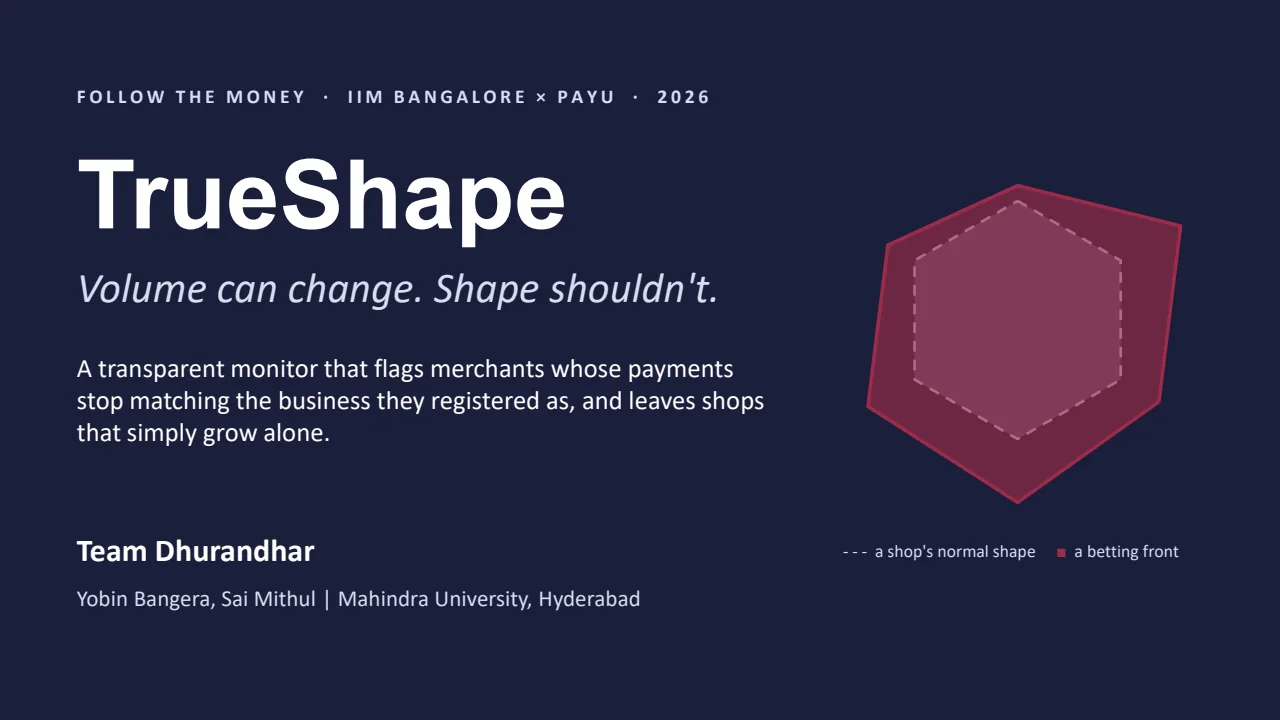 FOLLOW THE MONEY · IIM BANGALORE × PAYU · 2026
TrueShape
Volume can change. Shape shouldn't.
A transparent monitor that flags merchants whose payments
stop matching the business they registered as, and leaves shops
that simply grow alone.
Team Dhurandhar
Yobin Bangera, Sai Mithul | Mahindra University, Hyderabad
--- a shop's normal shape ■ a betting front